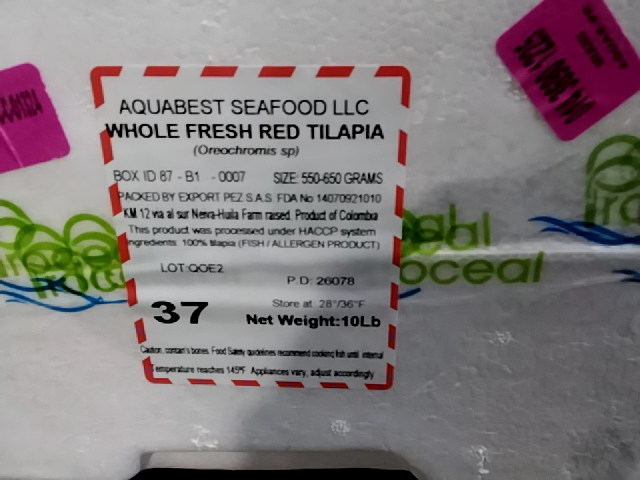 AQUABEST SEAFOOD LLC
WHOLE FRESH RED TILAPIA
(Oreochromis sp)
BOX ID 87 - B1 - 0007 SIZE: 550-650 GRAMS
PACKED BY EXPORT PEZ S.A.S. FDA No 14070921010
KM 12 via al sur Neiva-Huila Farm raised. Product of Colombia
This product was processed under HACCP system
Ingredients: 100% tilapia (FISH / ALLERGEN PRODUCT)
LOT:QOE2
P.D: 26078
Store at: 28°/36°F
37
Net Weight:10Lb
Caution, contain's bones. Food Safety guidelines recommend cooking fish until internal
Temperature reaches 145°F. Appliances vary, adjust accordingly
oceal